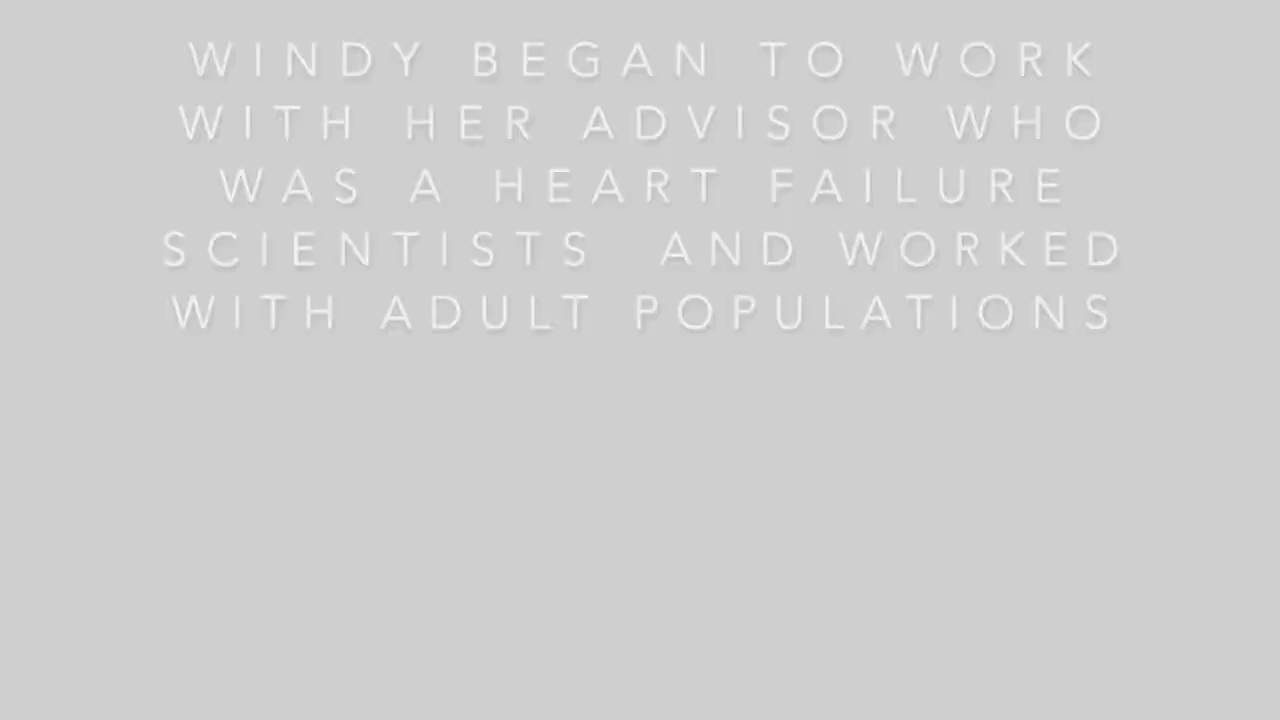 WINDY BEGAN TO WORK
WITH HER ADVISOR WHO
WAS A HEART FAILURE
SCIENTISTS AND WORKED
WITH ADULT POPULATIONS